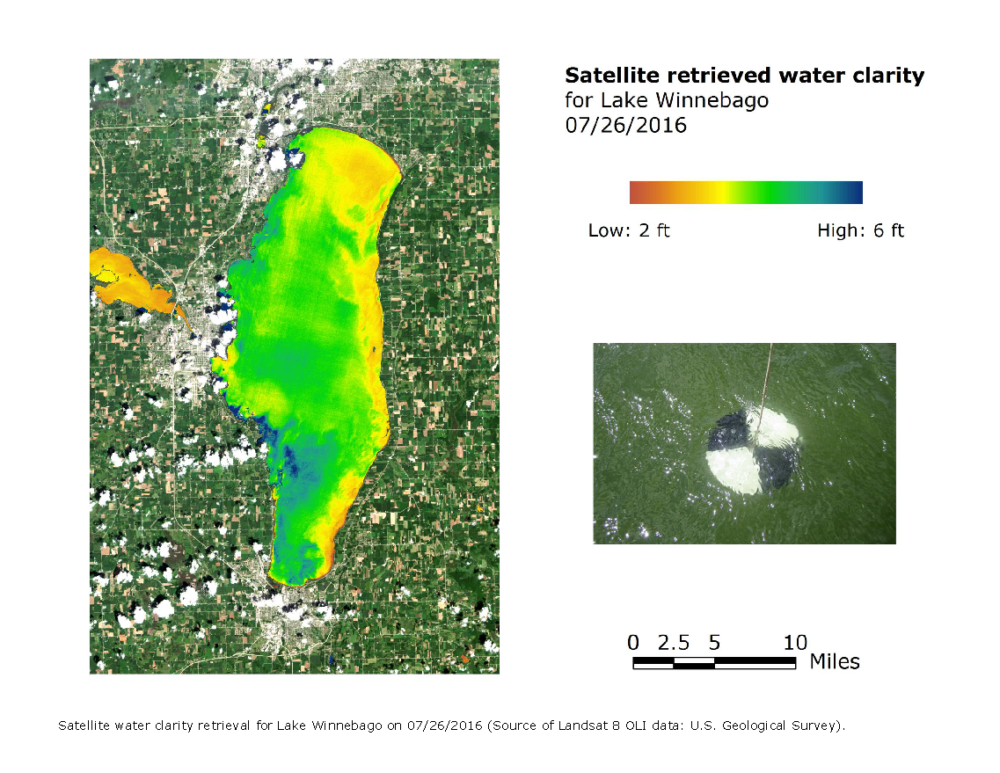 Satellite retrieved water clarity
for Lake Winnebago
07/26/2016
Low: 2 ft High: 6 ft
0 2.5 5 10
Miles
Satellite water clarity retrieval for Lake Winnebago on 07/26/2016 (Source of Landsat 8 OLI data: U.S. Geological Survey).